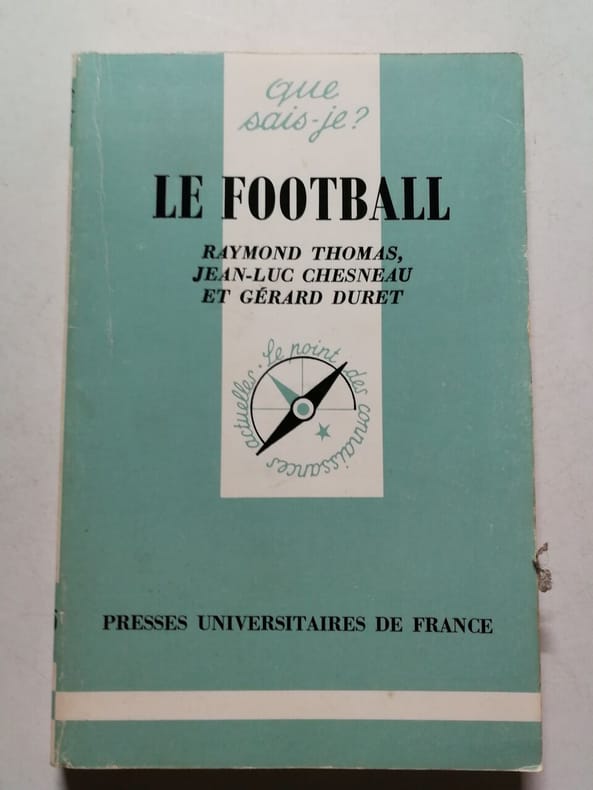 que
sais-je?
LE FOOTBALL
RAYMOND THOMAS,
JEAN-LUC CHESNEAU
ET GÉRARD DURET
Le point des connaissances actuelles.
PRESSES UNIVERSITAIRES DE FRANCE